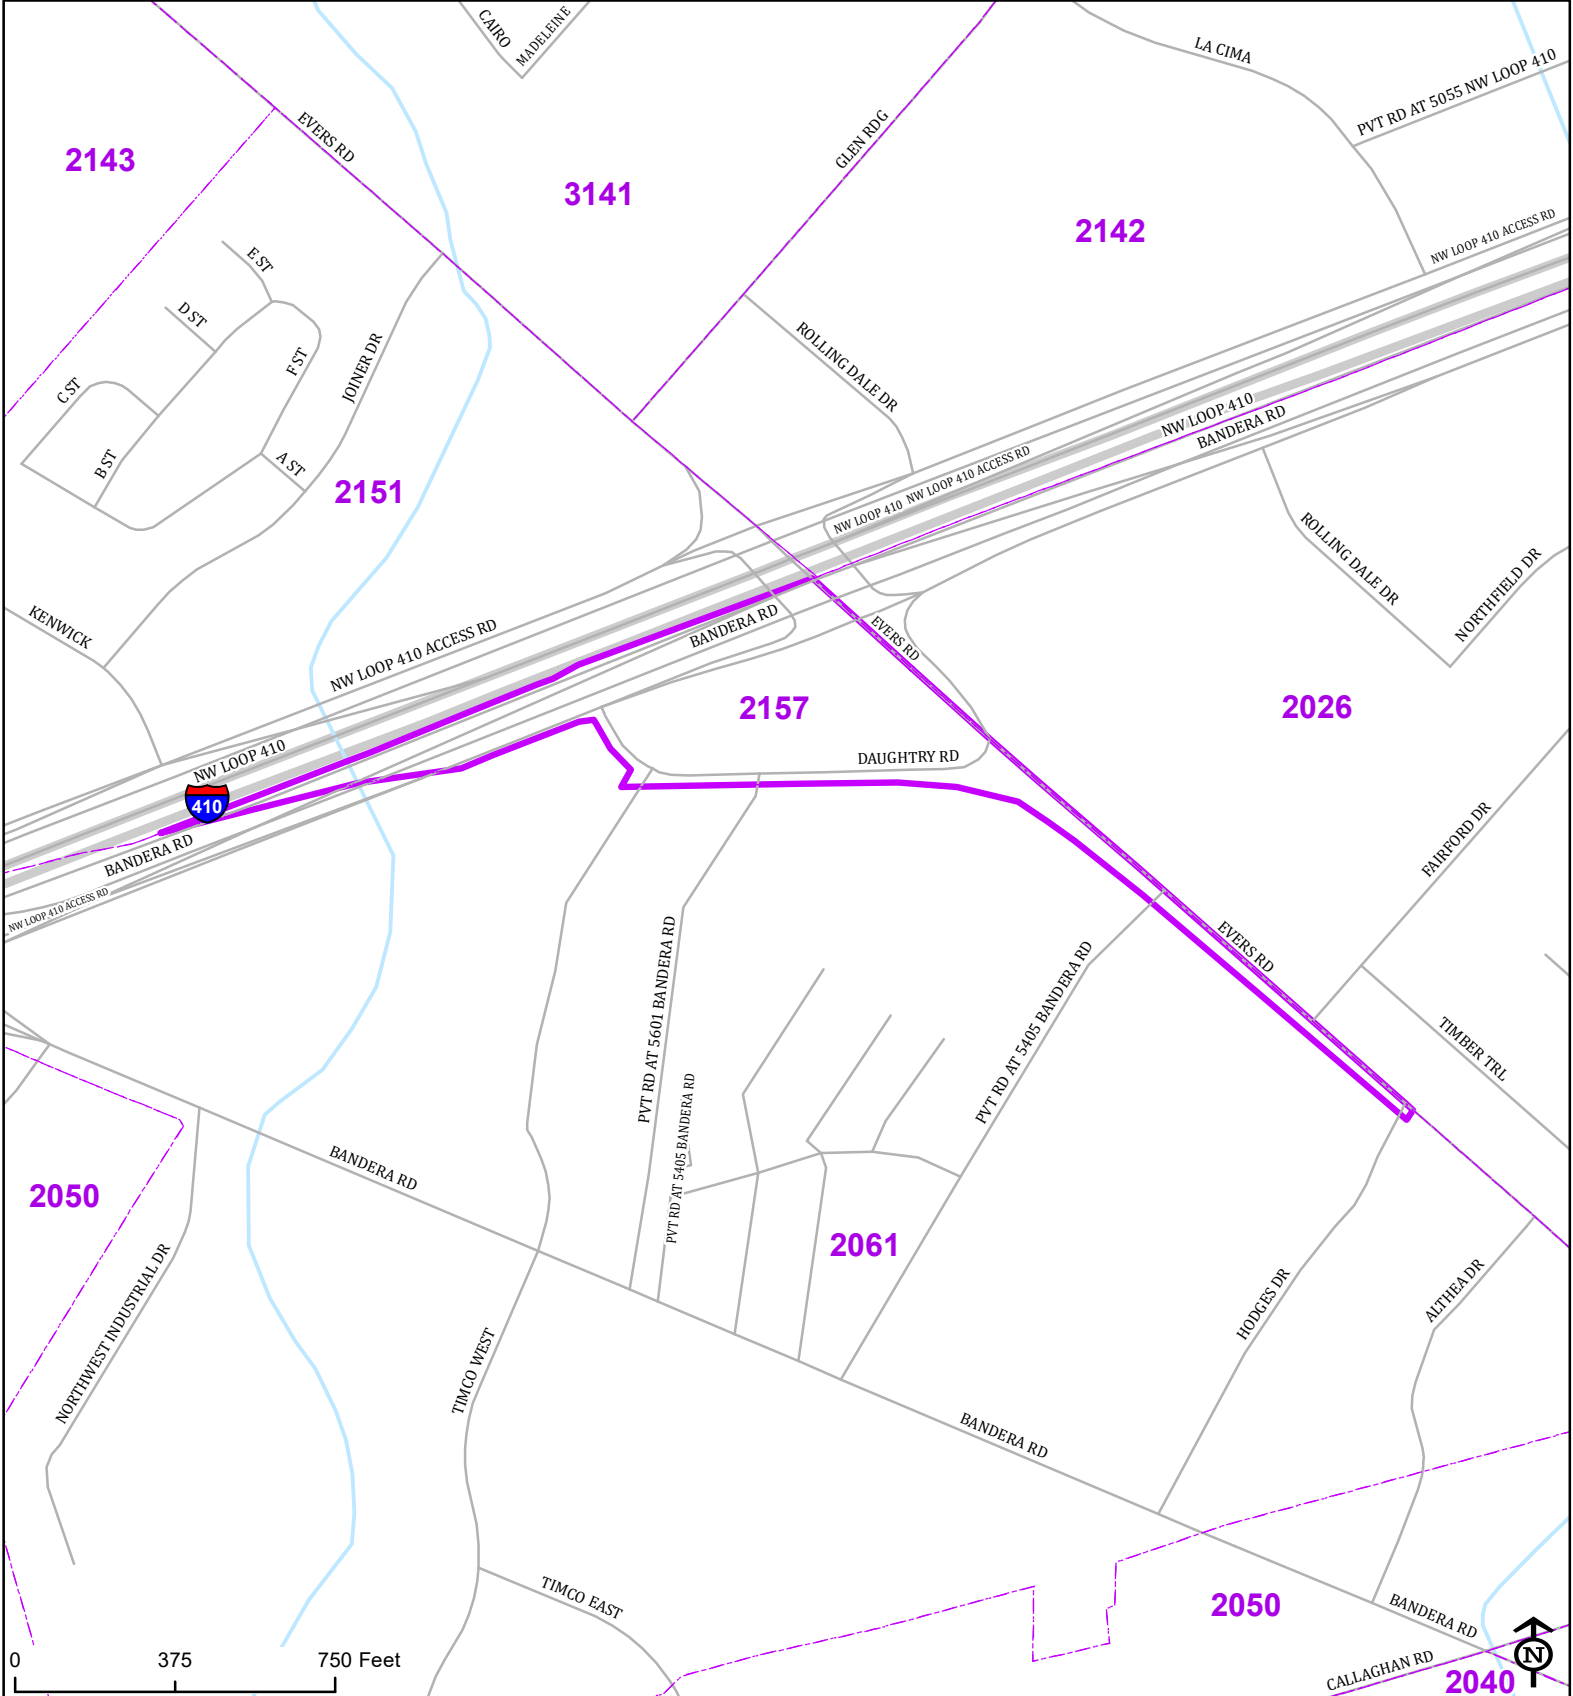 CAIRO
MADELEINE
LA CIMA
PVT RD AT 5055 NW LOOP 410
EVERS RD
GLEN RDG
2143
3141
2142
NW LOOP 410 ACCESS RD
E ST
D ST
F ST
JOINER DR
C ST
ROLLING DALE DR
NW LOOP 410
BANDERA RD
B ST
A ST
2151
NW LOOP 410 ACCESS RD
NW LOOP 410
ROLLING DALE DR
NORTHFIELD DR
KENWICK
NW LOOP 410 ACCESS RD
BANDERA RD
EVERS RD
2157
2026
DAUGHTRY RD
NW LOOP 410
410
BANDERA RD
NW LOOP 410 ACCESS RD
FAIRFORD DR
EVERS RD
PVT RD AT 5601 BANDERA RD
PVT RD AT 5405 BANDERA RD
TIMBER TRL
PVT RD AT 5405 BANDERA RD
BANDERA RD
2050
2061
NORTHWEST INDUSTRIAL DR
HODGES DR
ALTHEA DR
TIMCO WEST
BANDERA RD
TIMCO EAST
2050
BANDERA RD
N
CALLAGHAN RD
2040
0 375 750 Feet